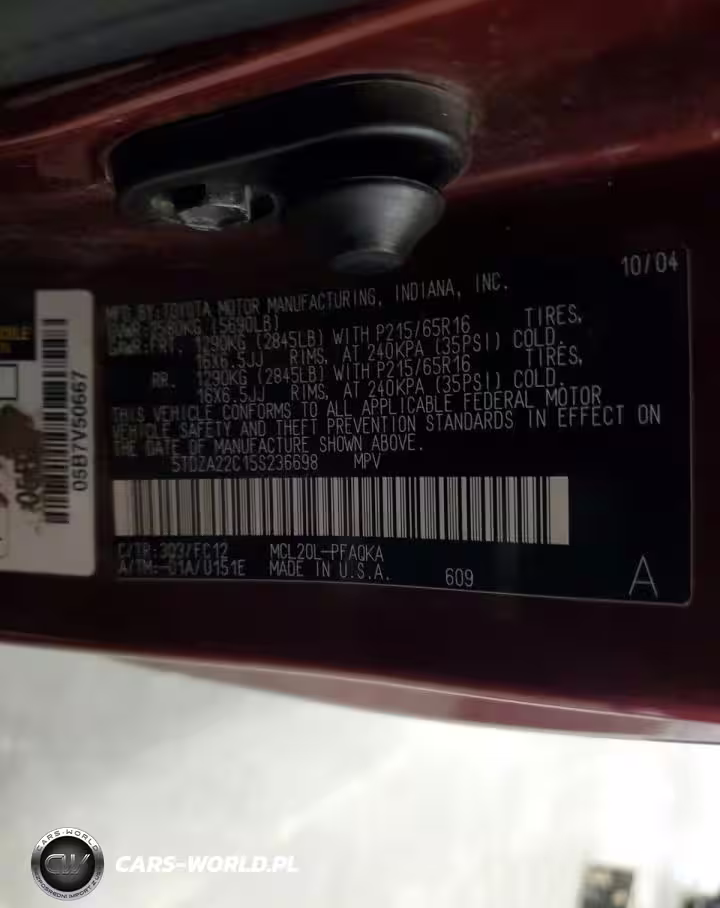 10/04
MFG.BY:TOYOTA MOTOR MANUFACTURING, INDIANA, INC.
GVWR:2580KG (5690LB)
GAWR:FRT. 1290KG (2845LB) WITH P215/65R16 TIRES,
16X6.5JJ RIMS, AT 240KPA (35PSI) COLD.
RR. 1290KG (2845LB) WITH P215/65R16 TIRES,
16X6.5JJ RIMS, AT 240KPA (35PSI) COLD.
THIS VEHICLE CONFORMS TO ALL APPLICABLE FEDERAL MOTOR
VEHICLE SAFETY AND THEFT PREVENTION STANDARDS IN EFFECT ON
THE DATE OF MANUFACTURE SHOWN ABOVE.
5TDZA22C15S236698 MPV
C/TR:3Q3/FC12 MCL20L-PFAQKA
A/TM:-01A/U151E MADE IN U.S.A. 609
A
05B7V50667
CARS-WORLD
CW
CARS-WORLD.PL